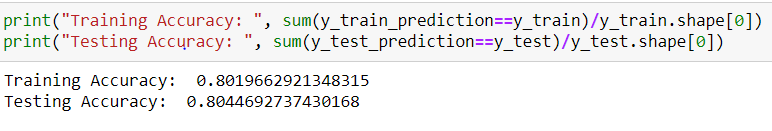 print("Training Accuracy: ", sum(y_train_prediction==y_train)/y_train.shape[0])
print("Testing Accuracy: ", sum(y_test_prediction==y_test)/y_test.shape[0])
Training Accuracy:  0.8019662921348315
Testing Accuracy:  0.8044692737430168